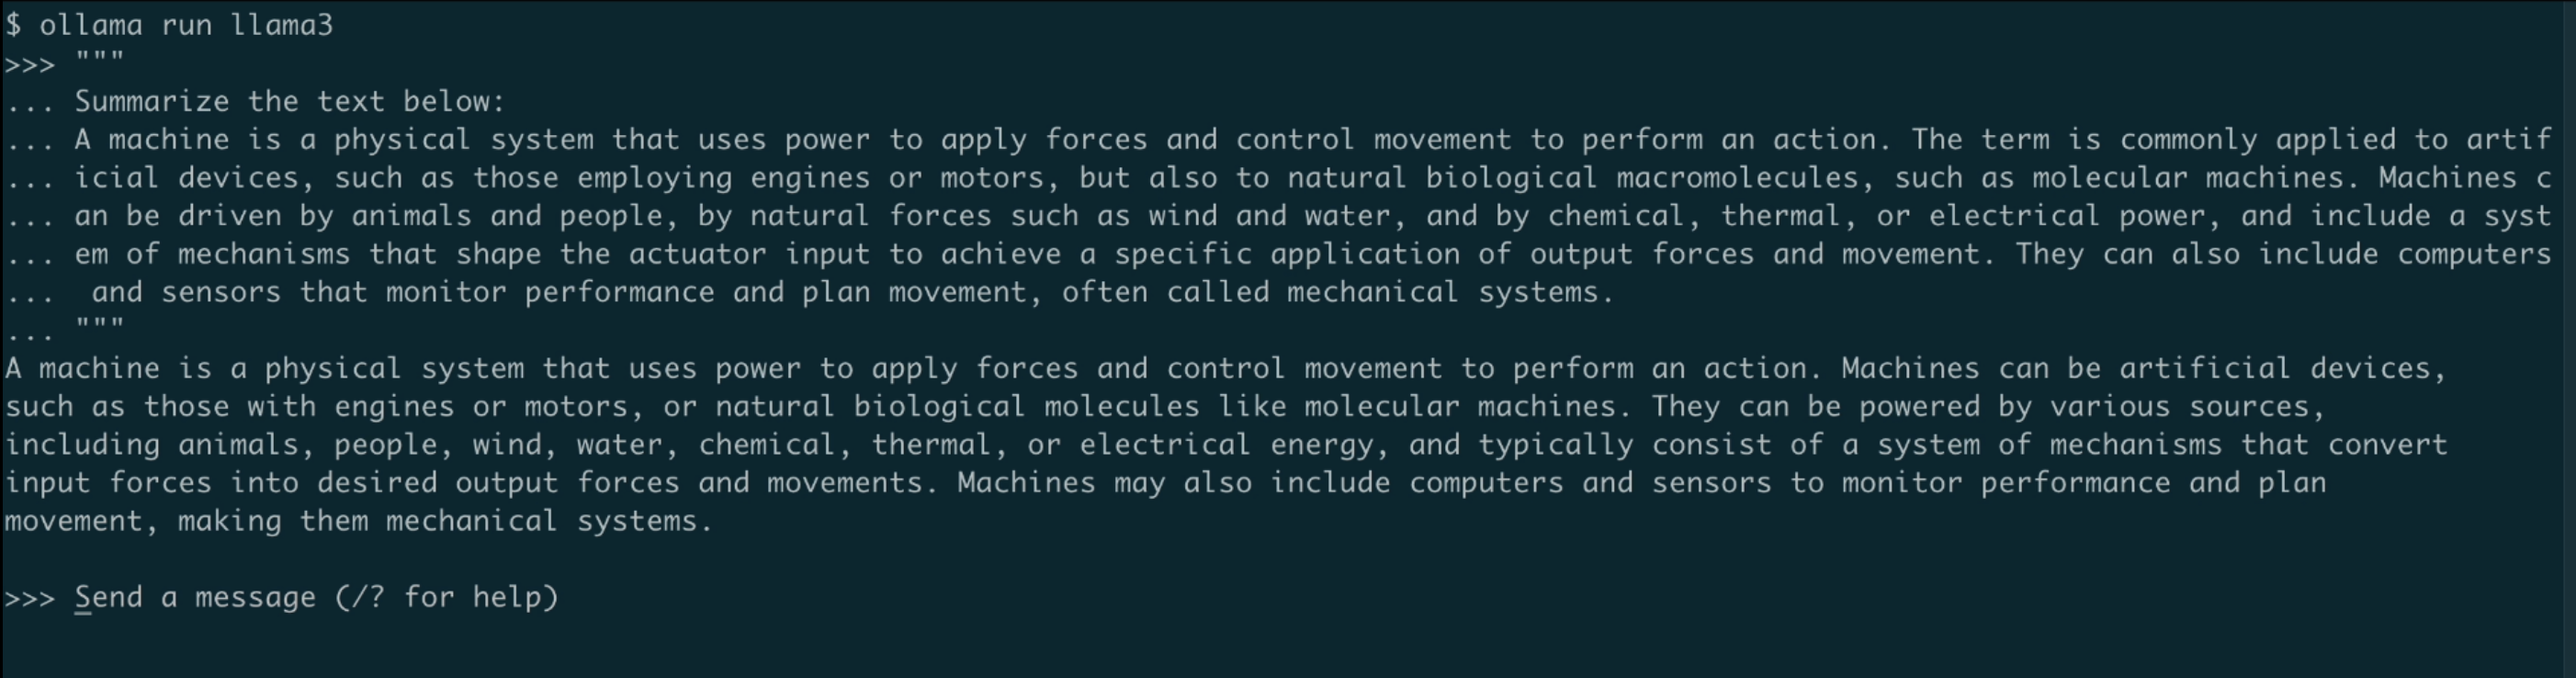 $ ollama run llama3
>>> """
... Summarize the text below:
... A machine is a physical system that uses power to apply forces and control movement to perform an action. The term is commonly applied to artif
... icial devices, such as those employing engines or motors, but also to natural biological macromolecules, such as molecular machines. Machines c
... an be driven by animals and people, by natural forces such as wind and water, and by chemical, thermal, or electrical power, and include a syst
... em of mechanisms that shape the actuator input to achieve a specific application of output forces and movement. They can also include computers
...  and sensors that monitor performance and plan movement, often called mechanical systems.
... """
A machine is a physical system that uses power to apply forces and control movement to perform an action. Machines can be artificial devices,
such as those with engines or motors, or natural biological molecules like molecular machines. They can be powered by various sources,
including animals, people, wind, water, chemical, thermal, or electrical energy, and typically consist of a system of mechanisms that convert
input forces into desired output forces and movements. Machines may also include computers and sensors to monitor performance and plan
movement, making them mechanical systems.
>>> Send a message (/? for help)